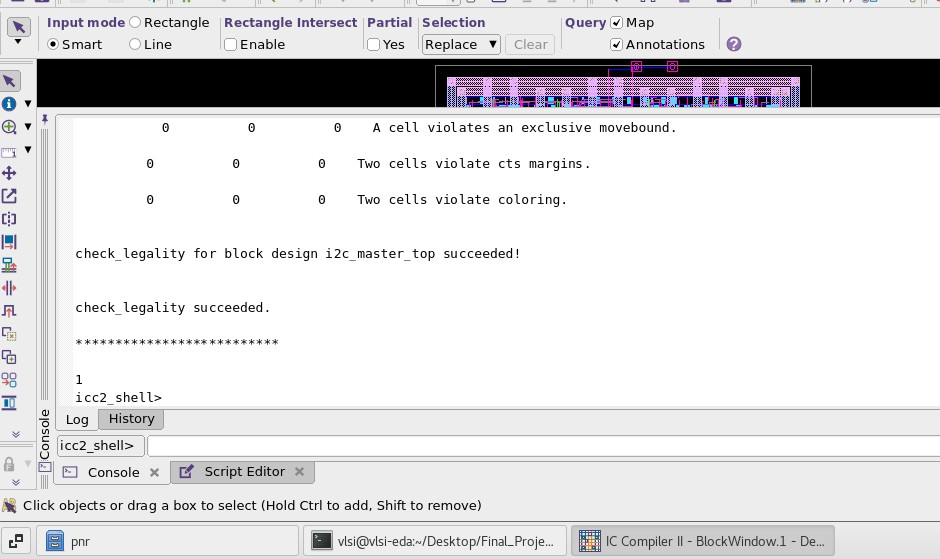 Input mode Rectangle Rectangle Intersect Partial Selection Query Map
Smart Line Enable Yes Replace Clear Annotations
0 0 0 A cell violates an exclusive movebound.
0 0 0 Two cells violate cts margins.
0 0 0 Two cells violate coloring.
check_legality for block design i2c_master_top succeeded!
check_legality succeeded.
**************************
1
icc2_shell>
Console
Log History
icc2_shell>
Console Script Editor
Click objects or drag a box to select (Hold Ctrl to add, Shift to remove)
pnr vlsi@vlsi-eda:~/Desktop/Final_Proje... IC Compiler II - BlockWindow.1 - De...